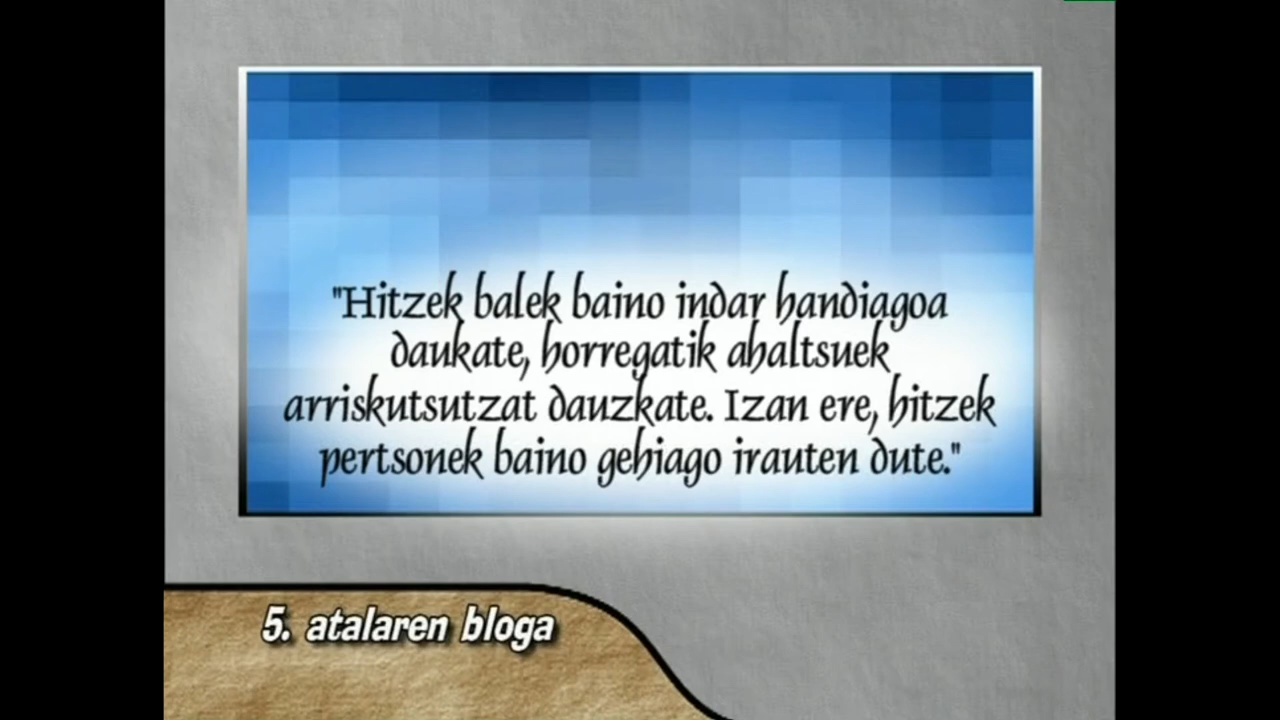 "Hitzek balek baino indar handiagoa
daukate, horregatik ahaltsuek
arriskutsutzat dauzkate. Izan ere, hitzek
pertsonek baino gehiago irauten dute."
5. atalaren bloga